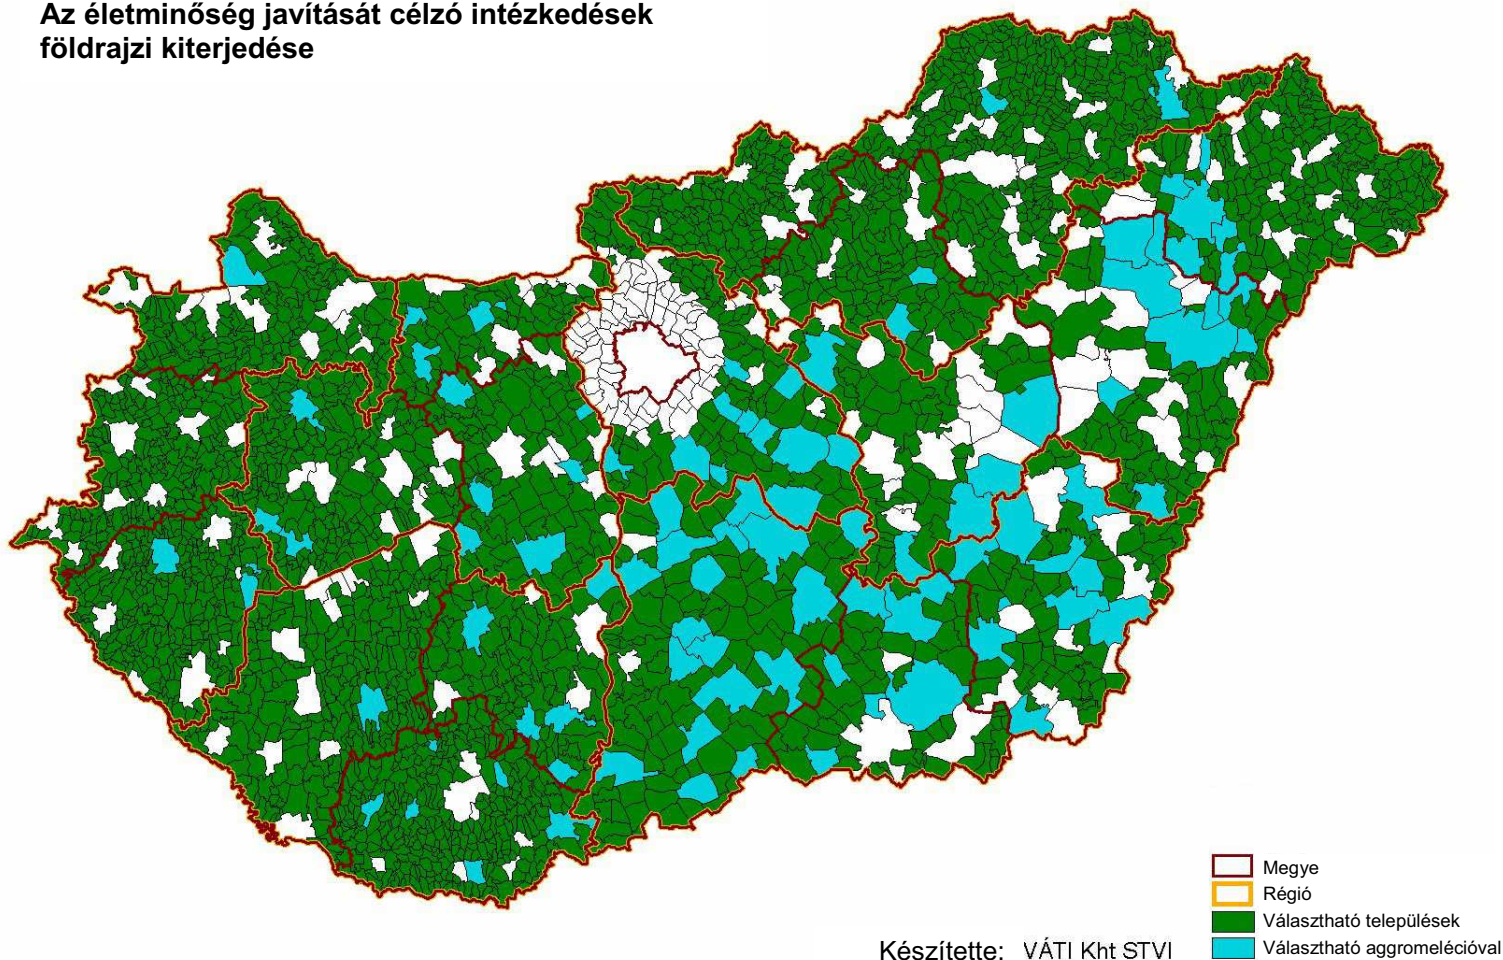 Az életminőség javítását célzó intézkedések
földrajzi kiterjedése
Megye
Régió
Választható települések
Választható aggromelécióval
Készítette: VÁTI Kht STVI